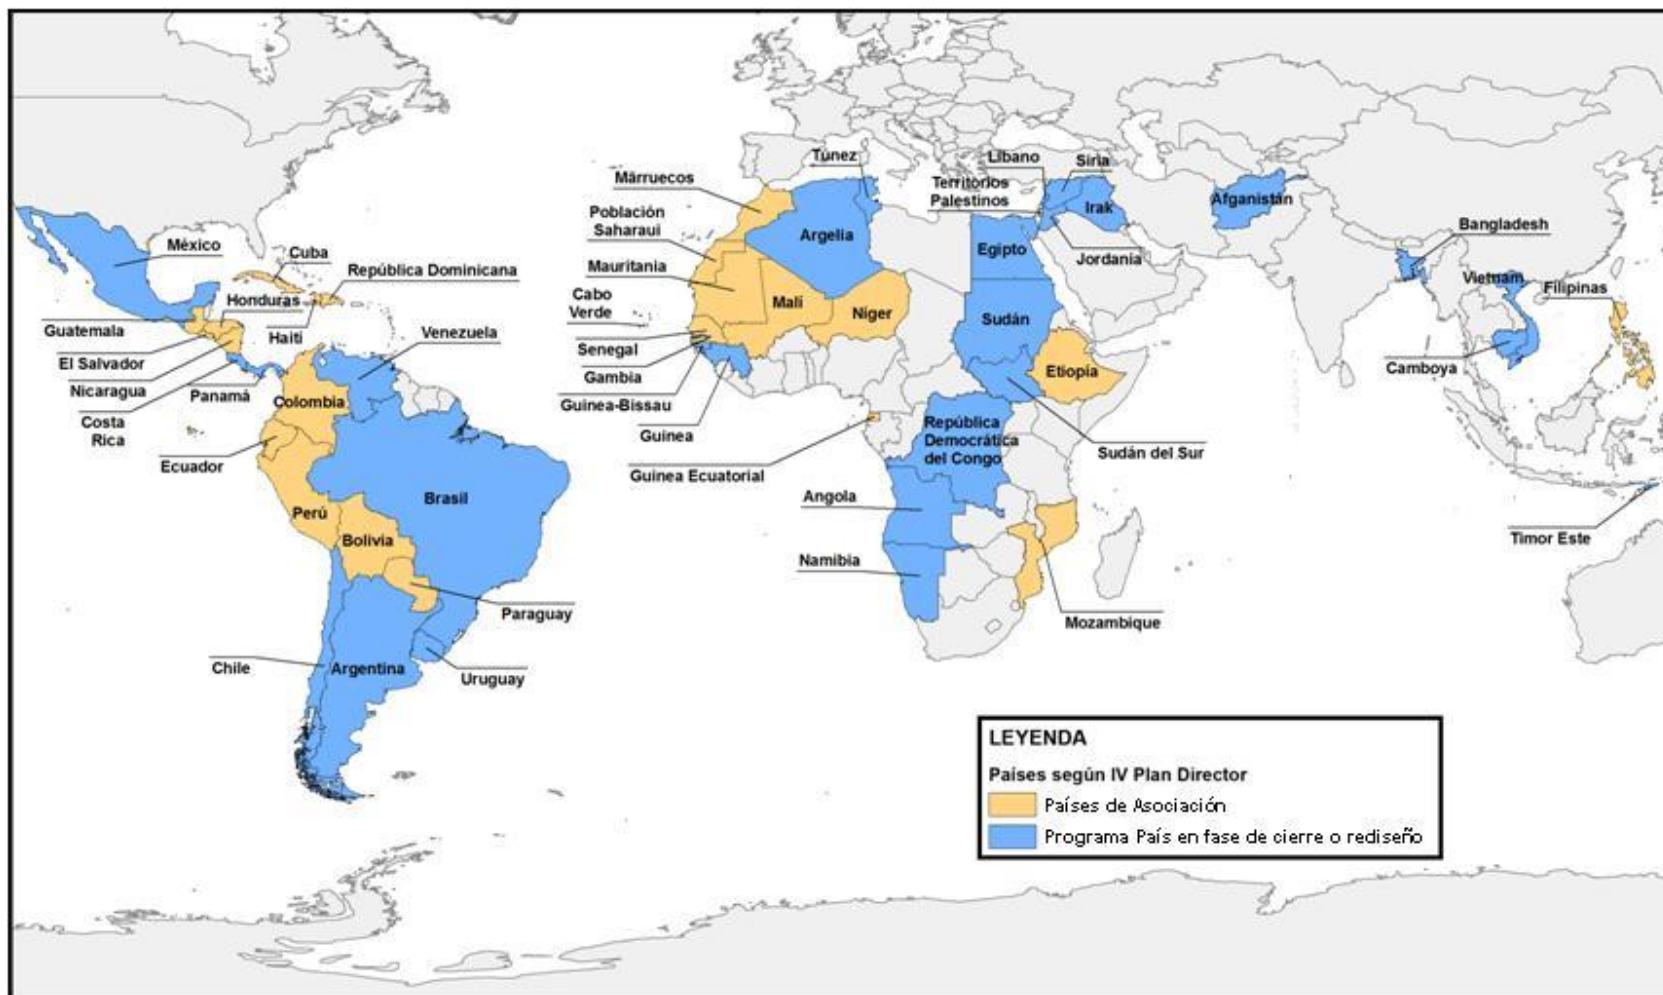 México
Cuba
República Dominicana
Honduras
Guatemala
Haití
Venezuela
El Salvador
Nicaragua
Panamá
Costa
Rica
Colombia
Ecuador
Brasil
Perú
Bolivia
Paraguay
Chile
Argentina
Uruguay
Túnez
Márruecos
Población
Saharaui
Argelia
Mauritania
Malí
Níger
Cabo
Verde
Senegal
Gambia
Guinea-Bissau
Guinea
Guinea Ecuatorial
Líbano
Siria
Territorios
Palestinos
Irak
Egipto
Jordania
Sudán
Etiopía
República
Democrática
del Congo
Sudán del Sur
Angola
Namibia
Mozambique
Afganistán
Bangladesh
Vietnam
Filipinas
Camboya
Timor Este
LEYENDA
Países según IV Plan Director
Países de Asociación
Programa País en fase de cierre o rediseño